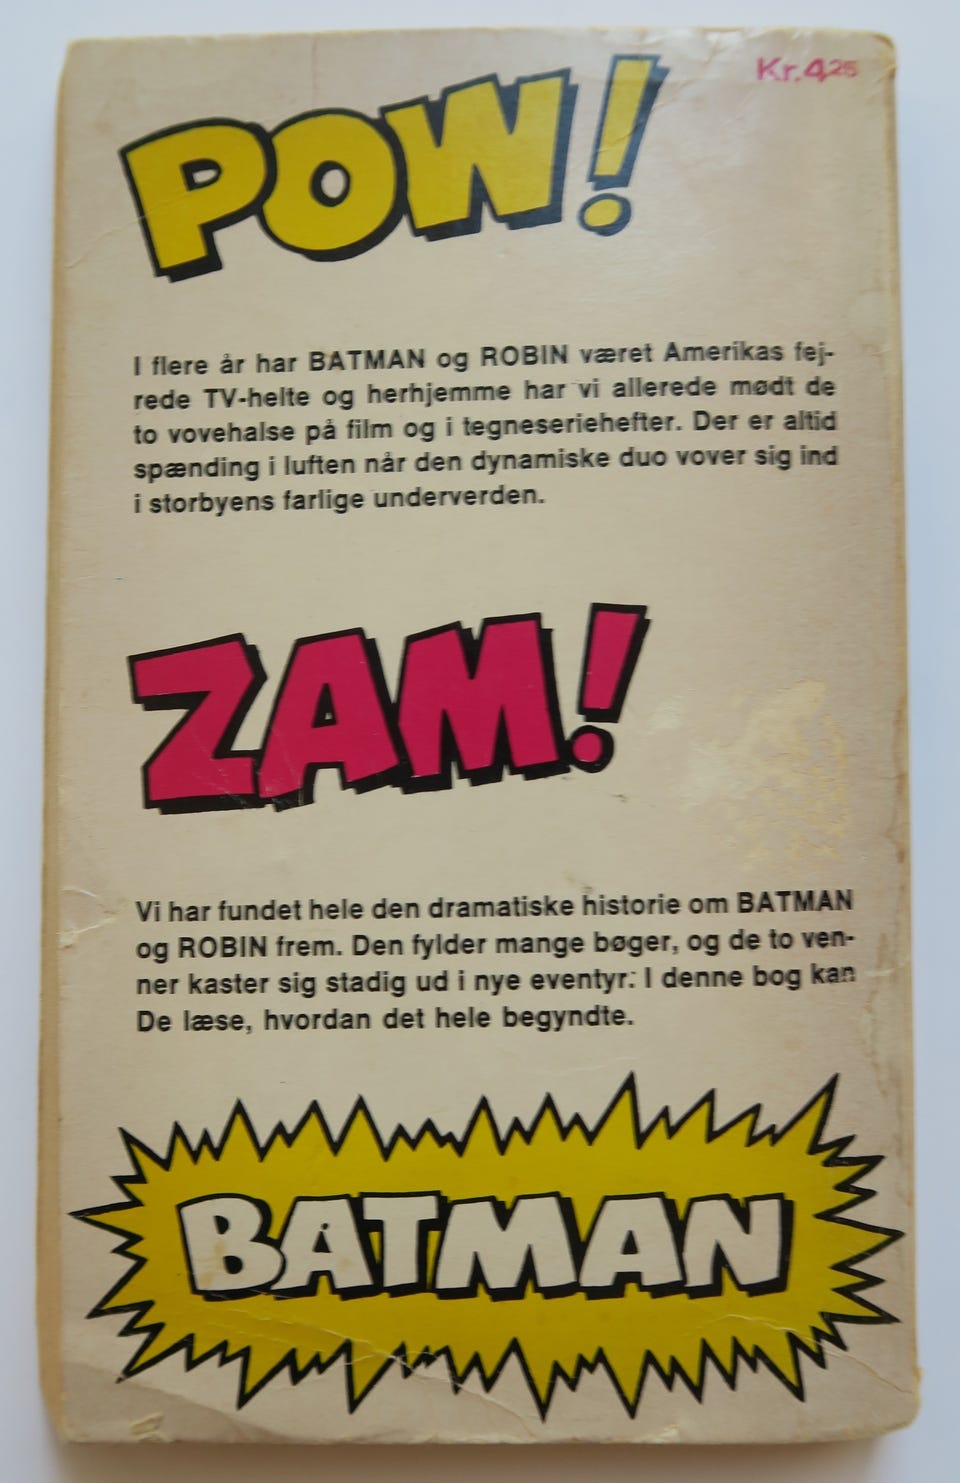 Kr. 4 25
POW!
I flere år har BATMAN og ROBIN været Amerikas fej-
rede TV-helte og herhjemme har vi allerede mødt de
to vovehalse på film og i tegneseriehefter. Der er altid
spænding i luften når den dynamiske duo vover sig ind
i storbyens farlige underverden.
ZAM!
Vi har fundet hele den dramatiske historie om BATMAN
og ROBIN frem. Den fylder mange bøger, og de to ven-
ner kaster sig stadig ud i nye eventyr. I denne bog kan
De læse, hvordan det hele begyndte.
BATMAN